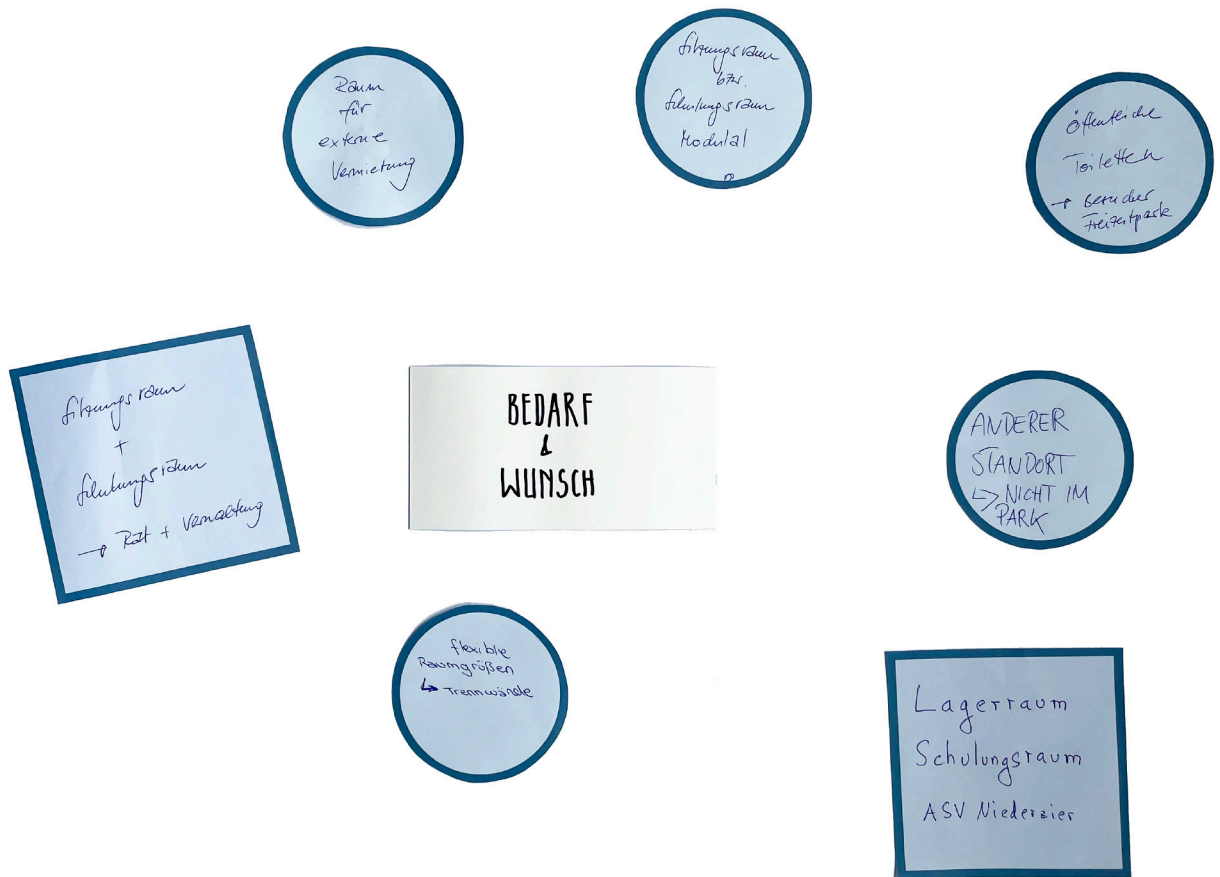 Raum
für
externe
Vermietung
Sitzungsraum
bzw.
Schulungsraum
Modulal
Öffentliche
Toiletten
→ Besucher
Freizeitpark
Sitzungsraum
+
Schulungsraum
→ Rat + Verwaltung
BEDARF
&
WUNSCH
ANDERER
STANDORT
↳ NICHT IM
PARK
flexible
Raumgrößen
↳ Trennwände
Lagerraum
Schulungsraum
ASV Niederzier